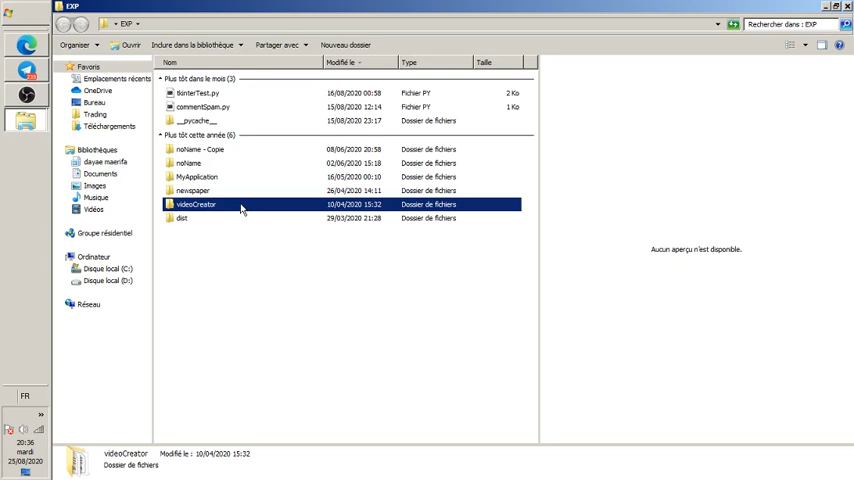 EXP
EXP
Rechercher dans : EXP
Organiser
Ouvrir
Indure dans la bibliothèque
Partager avec
Nouveau dossier
Nom
Modifié le
Type
Taille
Plus tôt dans le mois (3)
tkinterTest.py 16/08/2020 00:58 Fichier PY 2 Ko
commentSpam.py 15/08/2020 12:14 Fichier PY 1 Ko
__pycache__ 15/08/2020 23:17 Dossier de fichiers
Plus tôt cette année (6)
noName - Copie 08/06/2020 20:58 Dossier de fichiers
noName 02/06/2020 15:18 Dossier de fichiers
MyApplication 16/05/2020 00:10 Dossier de fichiers
newspaper 26/04/2020 14:11 Dossier de fichiers
videoCreator 10/04/2020 15:32 Dossier de fichiers
dist 29/03/2020 21:28 Dossier de fichiers
Favoris
Emplacements récents
OneDrive
Bureau
Trading
Téléchargements
Bibliothèques
dayae maerifa
Documents
Images
Musique
Vidéos
Groupe résidentiel
Ordinateur
Disque local (C:)
Disque local (D:)
Réseau
Aucun aperçu n'est disponible.
FR
20:36
mardi
25/08/2020
videoCreator Modifié le : 10/04/2020 15:32
Dossier de fichiers